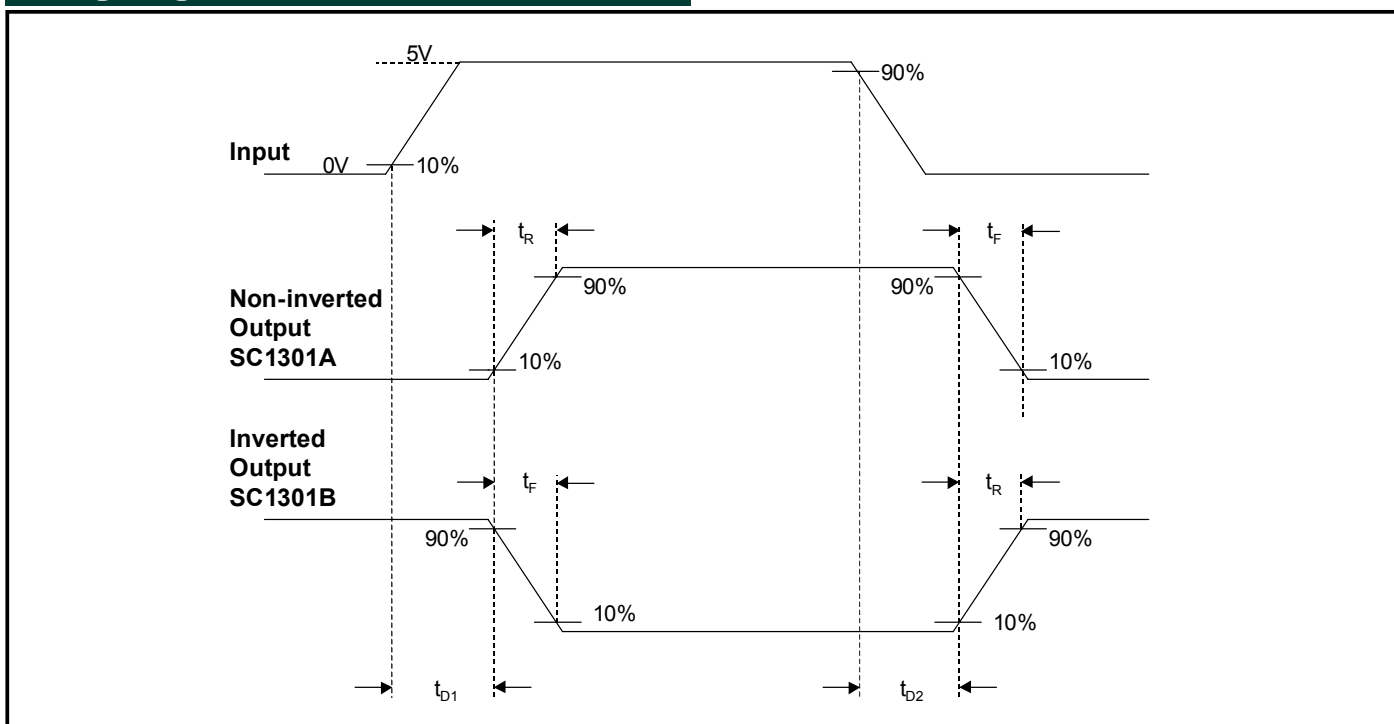 5V
90%
Input
0V
10%
tR
tF
90%
90%
Non-inverted
Output
SC1301A
10%
10%
Inverted
Output
SC1301B
tF
tR
90%
90%
10%
10%
tD1
tD2